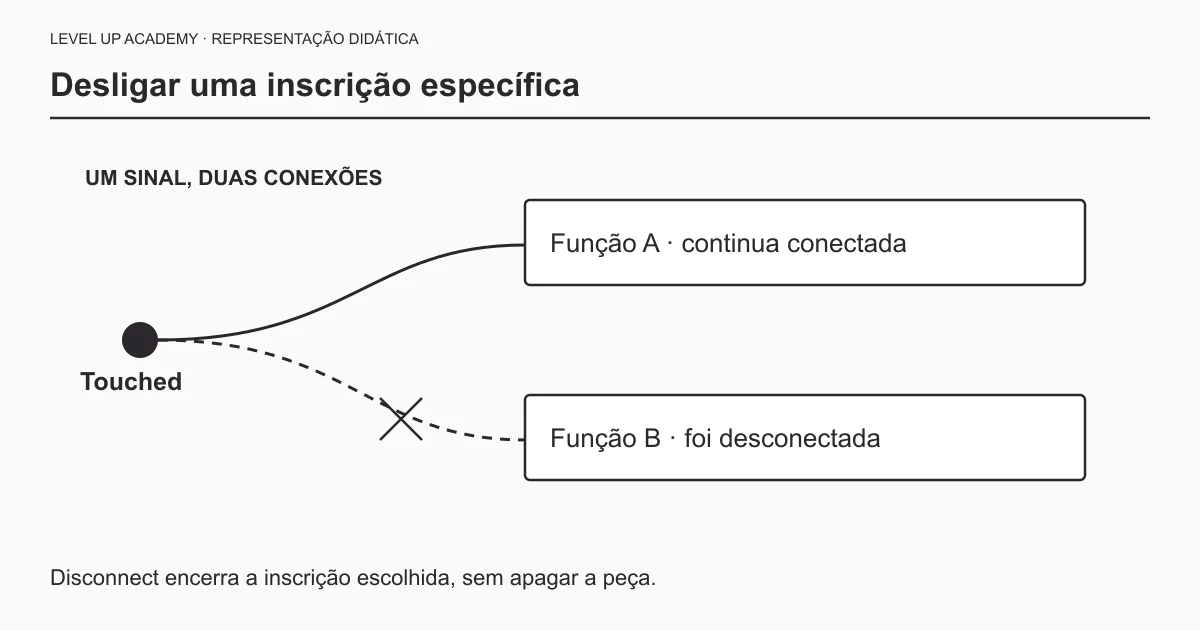 LEVEL UP ACADEMY · REPRESENTAÇÃO DIDÁTICA
Desligar uma inscrição específica
UM SINAL, DUAS CONEXÕES
Função A · continua conectada
Touched
Função B · foi desconectada
Disconnect encerra a inscrição escolhida, sem apagar a peça.